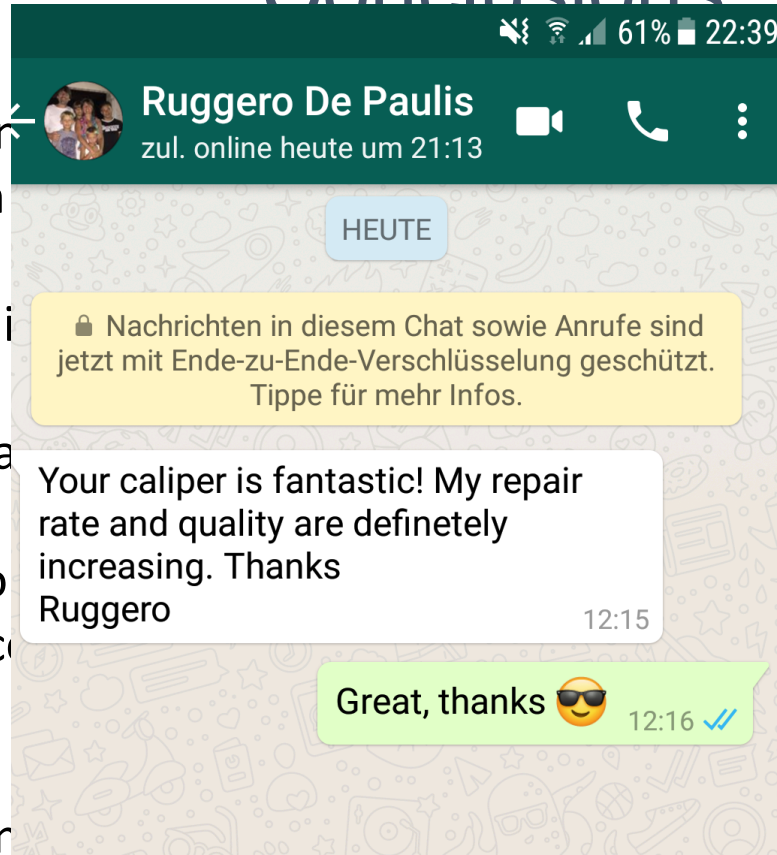 61% 22:39
Ruggero De Paulis
zul. online heute um 21:13
HEUTE
Nachrichten in diesem Chat sowie Anrufe sind
jetzt mit Ende-zu-Ende-Verschlüsselung geschützt.
Tippe für mehr Infos.
Your caliper is fantastic! My repair
rate and quality are definetely
increasing. Thanks
Ruggero
12:15
Great, thanks 😎
12:16